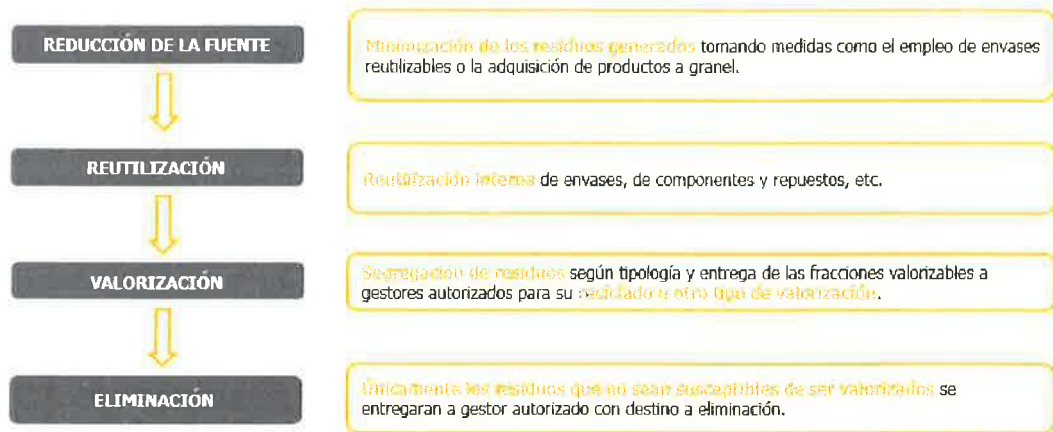 REDUCCIÓN DE LA FUENTE
Minimización de los residuos generados tomando medidas como el empleo de envases
reutilizables o la adquisición de productos a granel.
REUTILIZACIÓN
Reutilización interna de envases, de componentes y repuestos, etc.
VALORIZACIÓN
Segregación de residuos según tipología y entrega de las fracciones valorizables a
gestores autorizados para su reciclado u otro tipo de valorización.
ELIMINACIÓN
Únicamente los residuos que no sean susceptibles de ser valorizados se
entregaran a gestor autorizado con destino a eliminación.